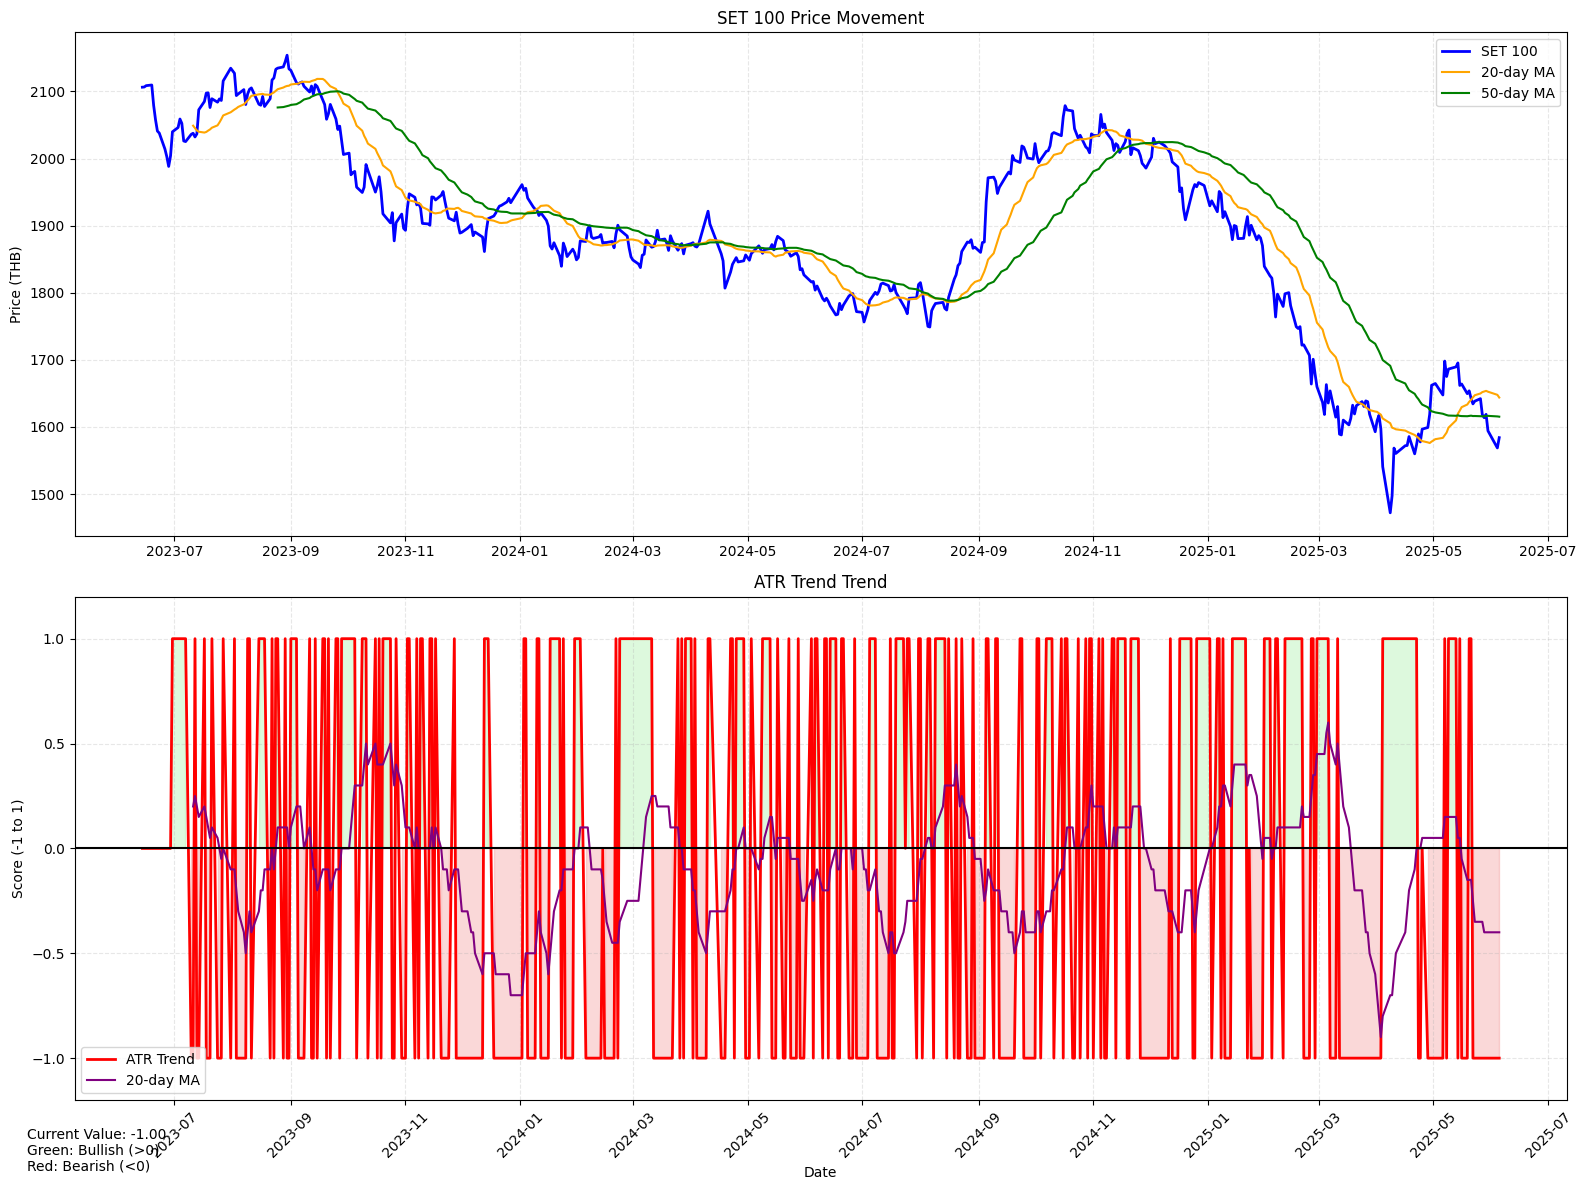 SET 100 Price Movement
Price (THB)
2100
2000
1900
1800
1700
1600
1500
SET 100
20-day MA
50-day MA
2023-07 2023-09 2023-11 2024-01 2024-03 2024-05 2024-07 2024-09 2024-11 2025-01 2025-03 2025-05 2025-07
ATR Trend Trend
Score (-1 to 1)
1.0
0.5
0.0
−0.5
−1.0
ATR Trend
20-day MA
2023-07 2023-09 2023-11 2024-01 2024-03 2024-05 2024-07 2024-09 2024-11 2025-01 2025-03 2025-05 2025-07
Date
Current Value: -1.00
Green: Bullish (>0)
Red: Bearish (<0)